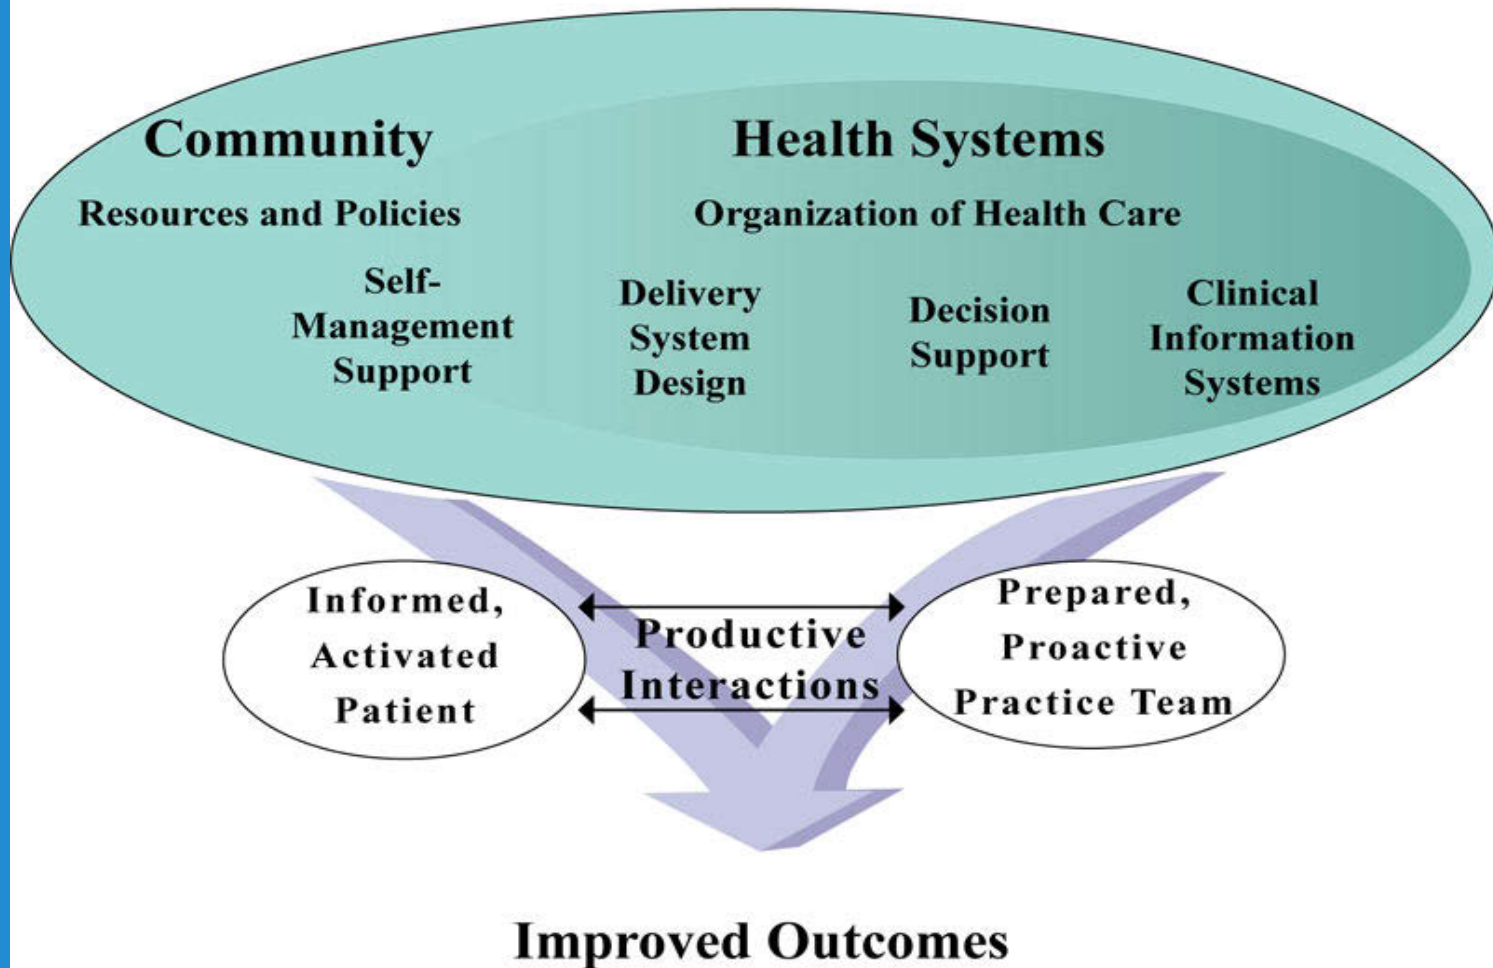 Community
Health Systems
Resources and Policies
Organization of Health Care
Self-
Management
Support
Delivery
System
Design
Decision
Support
Clinical
Information
Systems
Informed,
Activated
Patient
Productive
Interactions
Prepared,
Proactive
Practice Team
Improved Outcomes